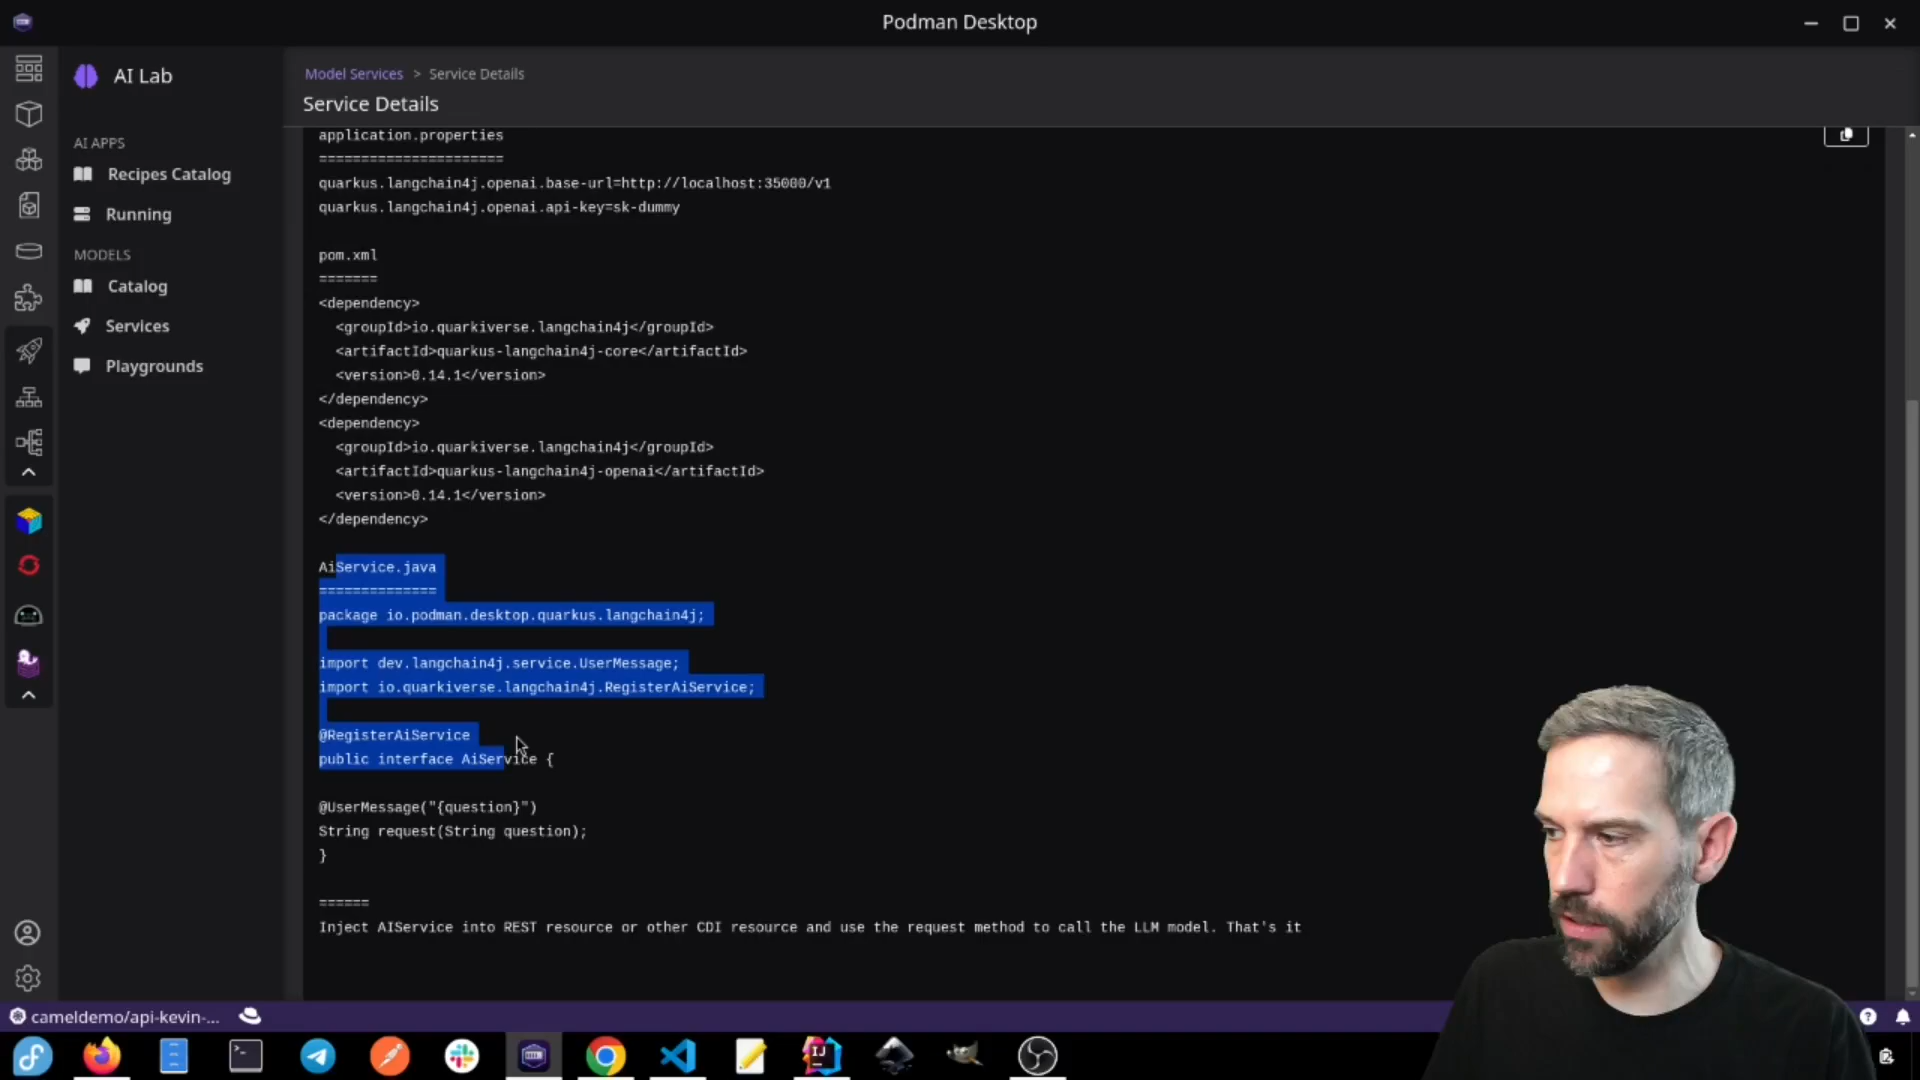 Podman Desktop
AI Lab
AI APPS
Recipes Catalog
Running
MODELS
Catalog
Services
Playgrounds
Model Services > Service Details
Service Details
application.properties
======================
quarkus.langchain4j.openai.base-url=http://localhost:35000/v1
quarkus.langchain4j.openai.api-key=sk-dummy
pom.xml
=======
<dependency>
<groupId>io.quarkiverse.langchain4j</groupId>
<artifactId>quarkus-langchain4j-core</artifactId>
<version>0.14.1</version>
</dependency>
<dependency>
<groupId>io.quarkiverse.langchain4j</groupId>
<artifactId>quarkus-langchain4j-openai</artifactId>
<version>0.14.1</version>
</dependency>
AiService.java
==============
package io.podman.desktop.quarkus.langchain4j;
import dev.langchain4j.service.UserMessage;
import io.quarkiverse.langchain4j.RegisterAiService;
@RegisterAiService
public interface AiService {
@UserMessage("{question}")
String request(String question);
}
======
Inject AIService into REST resource or other CDI resource and use the request method to call the LLM model. That's it
cameldemo/api-kevin-...
IJ